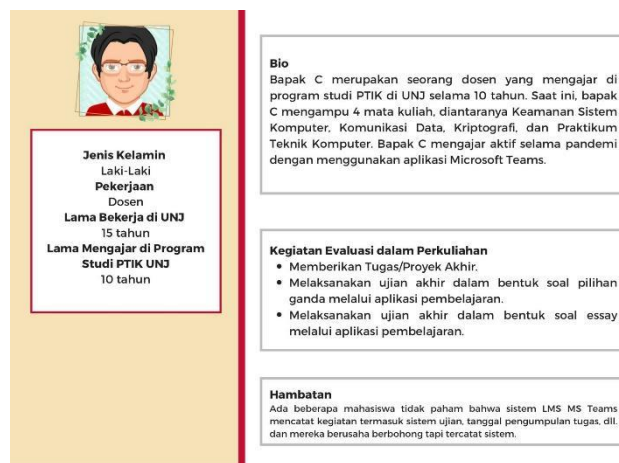 Jenis Kelamin
Laki-Laki
Pekerjaan
Dosen
Lama Bekerja di UNJ
15 tahun
Lama Mengajar di Program
Studi PTIK UNJ
10 tahun
Bio
Bapak C merupakan seorang dosen yang mengajar di
program studi PTIK di UNJ selama 10 tahun. Saat ini, bapak
C mengampu 4 mata kuliah, diantaranya Keamanan Sistem
Komputer, Komunikasi Data, Kriptografi, dan Praktikum
Teknik Komputer. Bapak C mengajar aktif selama pandemi
dengan menggunakan aplikasi Microsoft Teams.
Kegiatan Evaluasi dalam Perkuliahan
• Memberikan Tugas/Proyek Akhir.
• Melaksanakan ujian akhir dalam bentuk soal pilihan
ganda melalui aplikasi pembelajaran.
• Melaksanakan ujian akhir dalam bentuk soal essay
melalui aplikasi pembelajaran.
Hambatan
Ada beberapa mahasiswa tidak paham bahwa sistem LMS MS Teams
mencatat kegiatan termasuk sistem ujian, tanggal pengumpulan tugas, dll.
dan mereka berusaha berbohong tapi tercatat sistem.